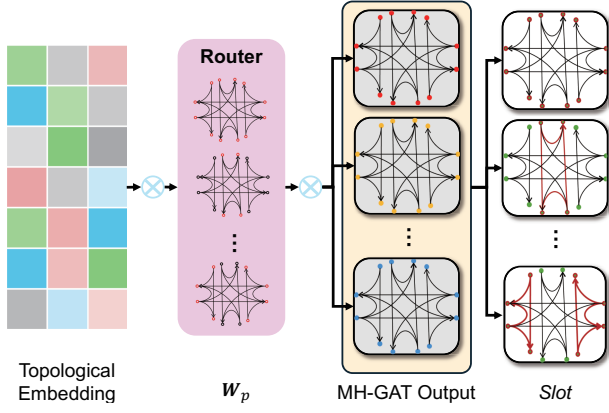 Router
Topological
Embedding
W_p
MH-GAT Output
Slot